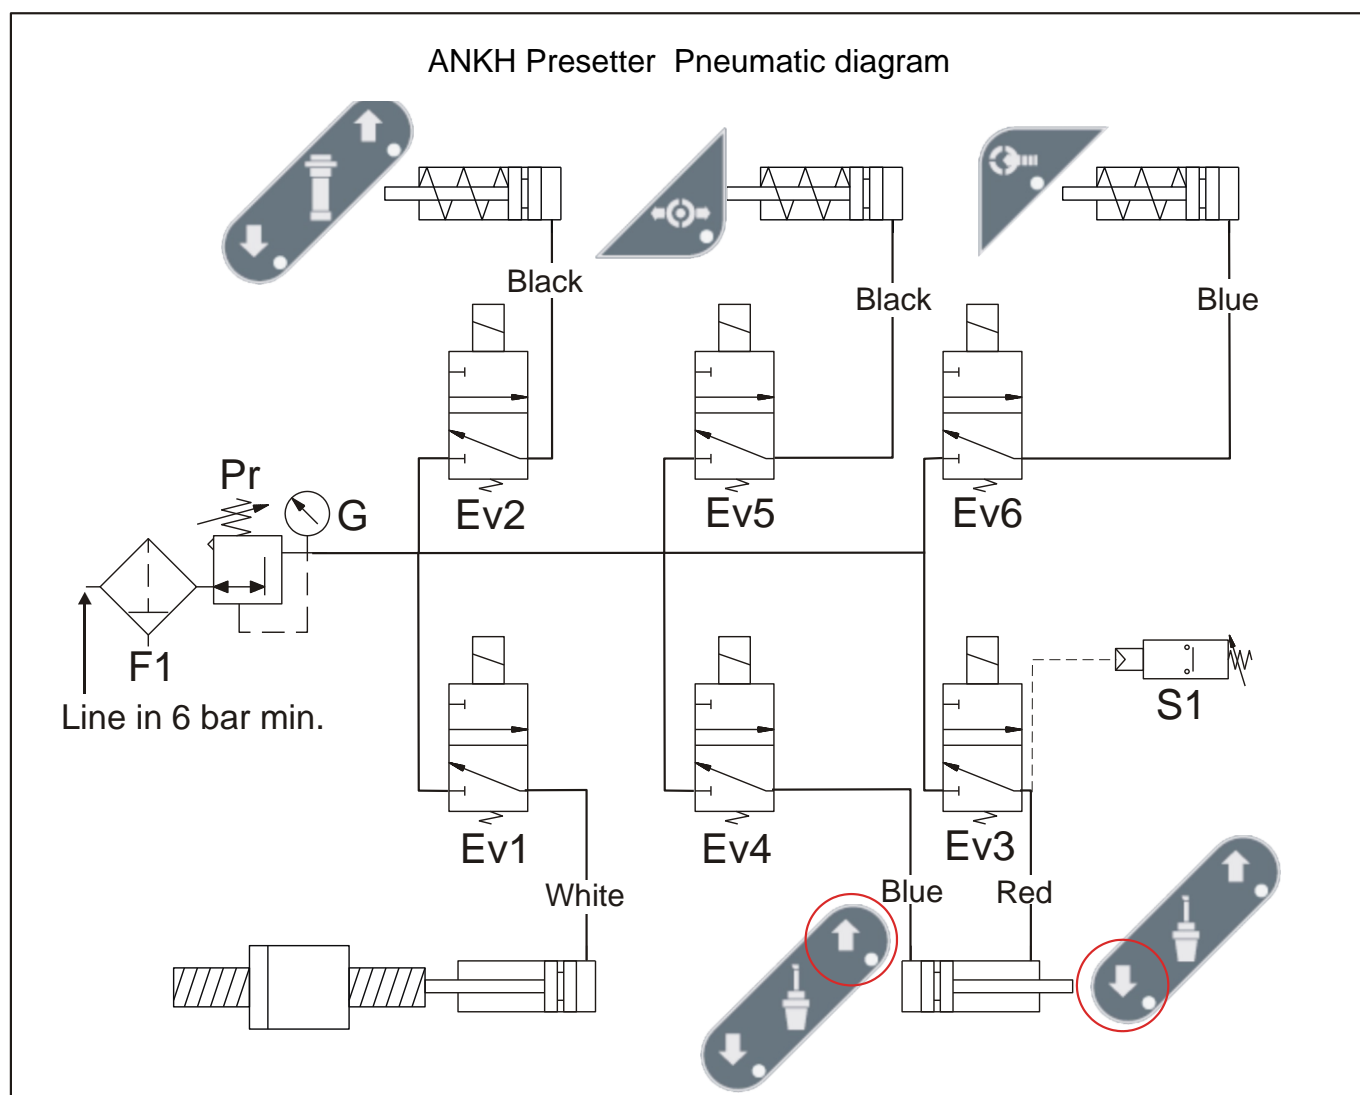 ANKH Presetter  Pneumatic diagram
Black
Black
Blue
Pr
G
Ev2
Ev5
Ev6
F1
Line in 6 bar min.
S1
Ev1
Ev4
Ev3
White
Blue
Red